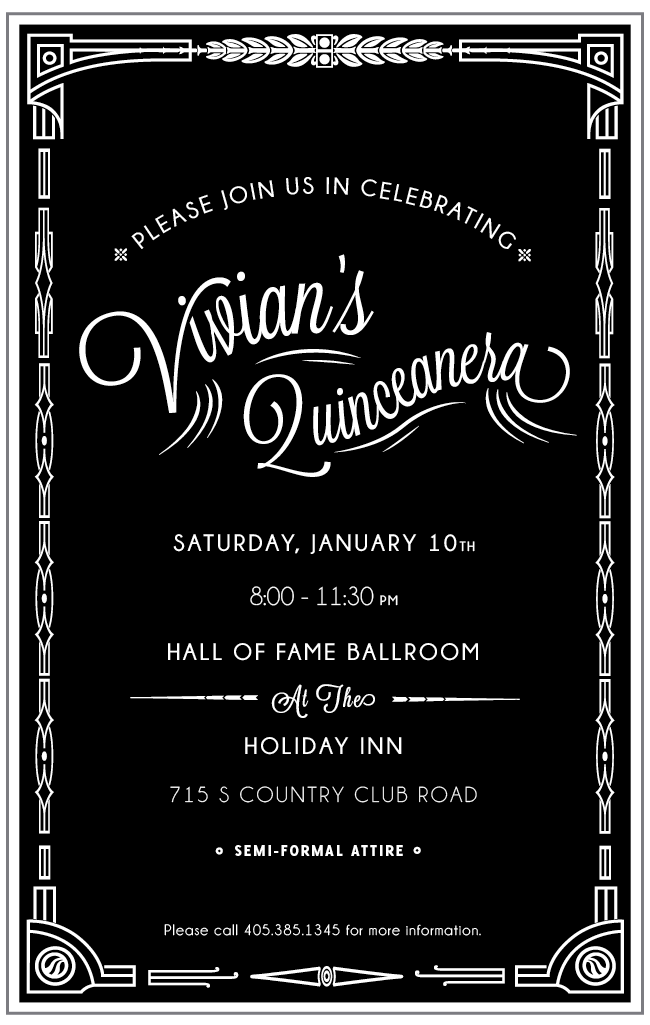 PLEASE JOIN US IN CELEBRATING
Vivian's
Quinceanera
SATURDAY, JANUARY 10TH
8:00 - 11:30 PM
HALL OF FAME BALLROOM
At The
HOLIDAY INN
715 S COUNTRY CLUB ROAD
SEMI-FORMAL ATTIRE
Please call 405.385.1345 for more information.